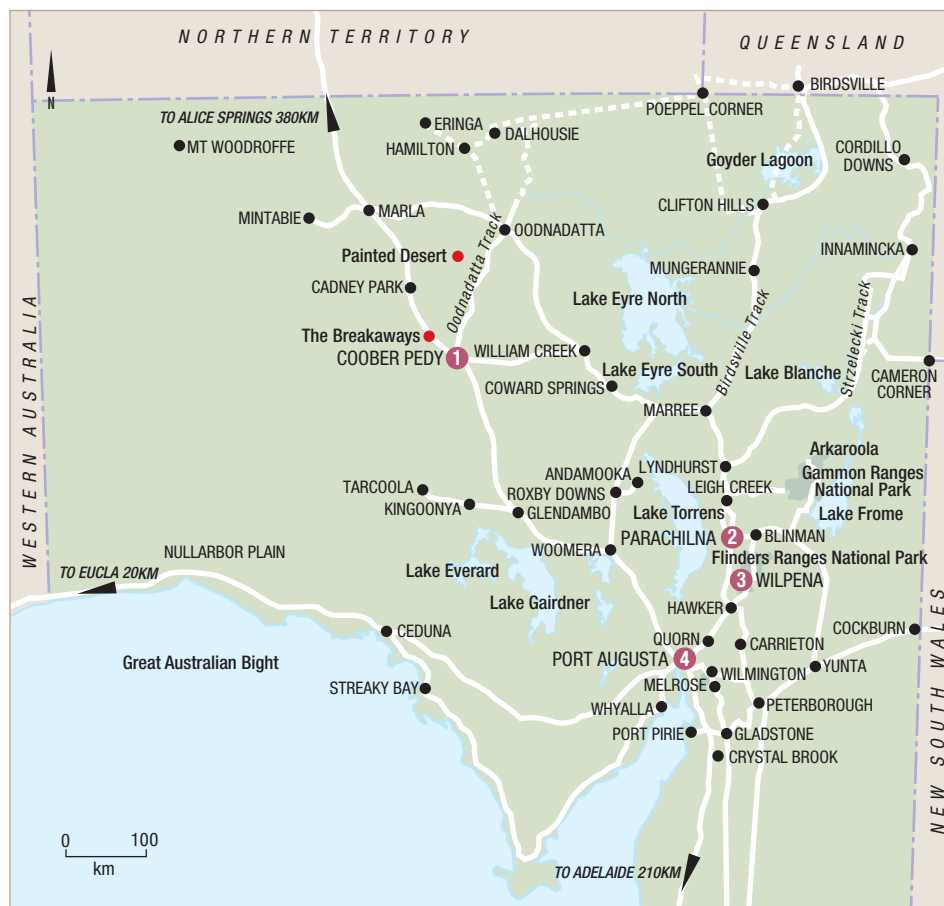 NORTHERN TERRITORY
QUEENSLAND
N
BIRDSVILLE
POEPPEL CORNER
TO ALICE SPRINGS 380KM
ERINGA
DALHOUSIE
MT WOODROFFE
HAMILTON
Goyder Lagoon
CORDILLO
DOWNS
CLIFTON HILLS
MINTABIE
MARLA
OODNADATTA
INNAMINCKA
Painted Desert
MUNGERANNIE
Oodnadatta Track
CADNEY PARK
Lake Eyre North
Birdsville Track
Strzelecki Track
WESTERN AUSTRALIA
The Breakaways
COOBER PEDY
1
WILLIAM CREEK
Lake Eyre South
Lake Blanche
CAMERON
CORNER
COWARD SPRINGS
MARREE
Arkaroola
Gammon Ranges
National Park
LYNDHURST
ANDAMOOKA
LEIGH CREEK
TARCOOLA
ROXBY DOWNS
KINGOONYA
GLENDAMBO
Lake Torrens
Lake Frome
PARACHILNA
2
BLINMAN
NULLARBOR PLAIN
WOOMERA
Flinders Ranges National Park
TO EUCLA 20KM
Lake Everard
3
WILPENA
Lake Gairdner
HAWKER
CEDUNA
QUORN
CARRIETON
COCKBURN
Great Australian Bight
PORT AUGUSTA
4
WILMINGTON
YUNTA
STREAKY BAY
MELROSE
WHYALLA
PETERBOROUGH
PORT PIRIE
GLADSTONE
CRYSTAL BROOK
NEW SOUTH WALES
0
100
km
TO ADELAIDE 210KM